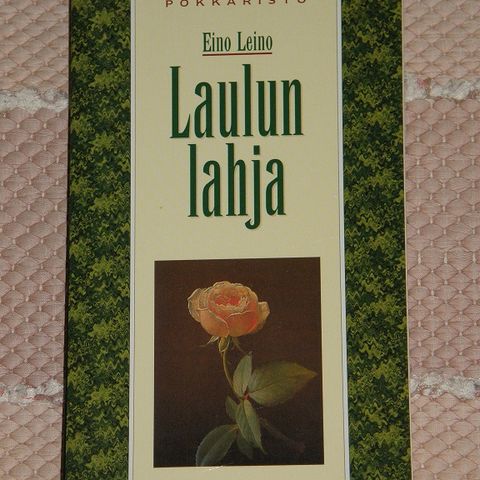 POKKARISTO
Eino Leino
Laulun
lahja